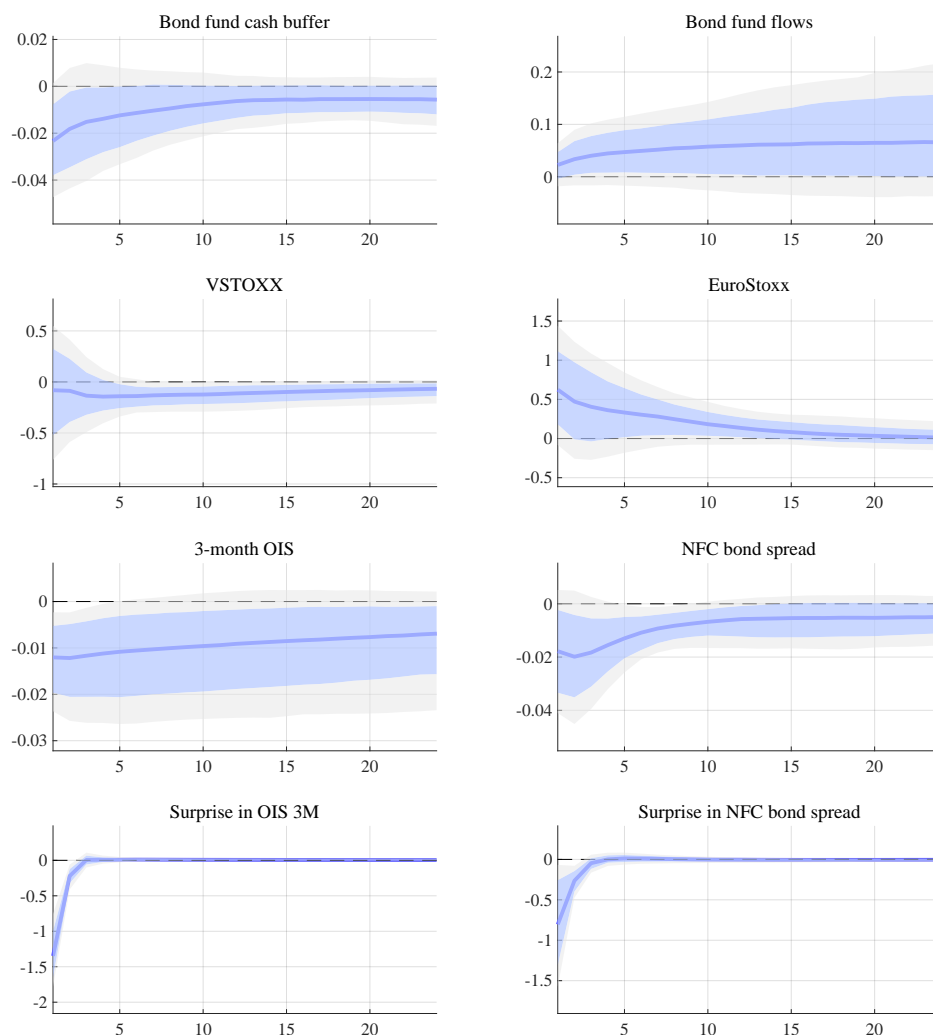 Bond fund cash buffer
0.02
0
-0.02
-0.04
5 10 15 20
Bond fund flows
0.2
0.1
0
5 10 15 20
VSTOXX
0.5
0
-0.5
-1
5 10 15 20
EuroStoxx
1.5
1
0.5
0
-0.5
5 10 15 20
3-month OIS
0
-0.01
-0.02
-0.03
5 10 15 20
NFC bond spread
0
-0.02
-0.04
5 10 15 20
Surprise in OIS 3M
0
-0.5
-1
-1.5
-2
5 10 15 20
Surprise in NFC bond spread
0
-0.5
-1
-1.5
5 10 15 20